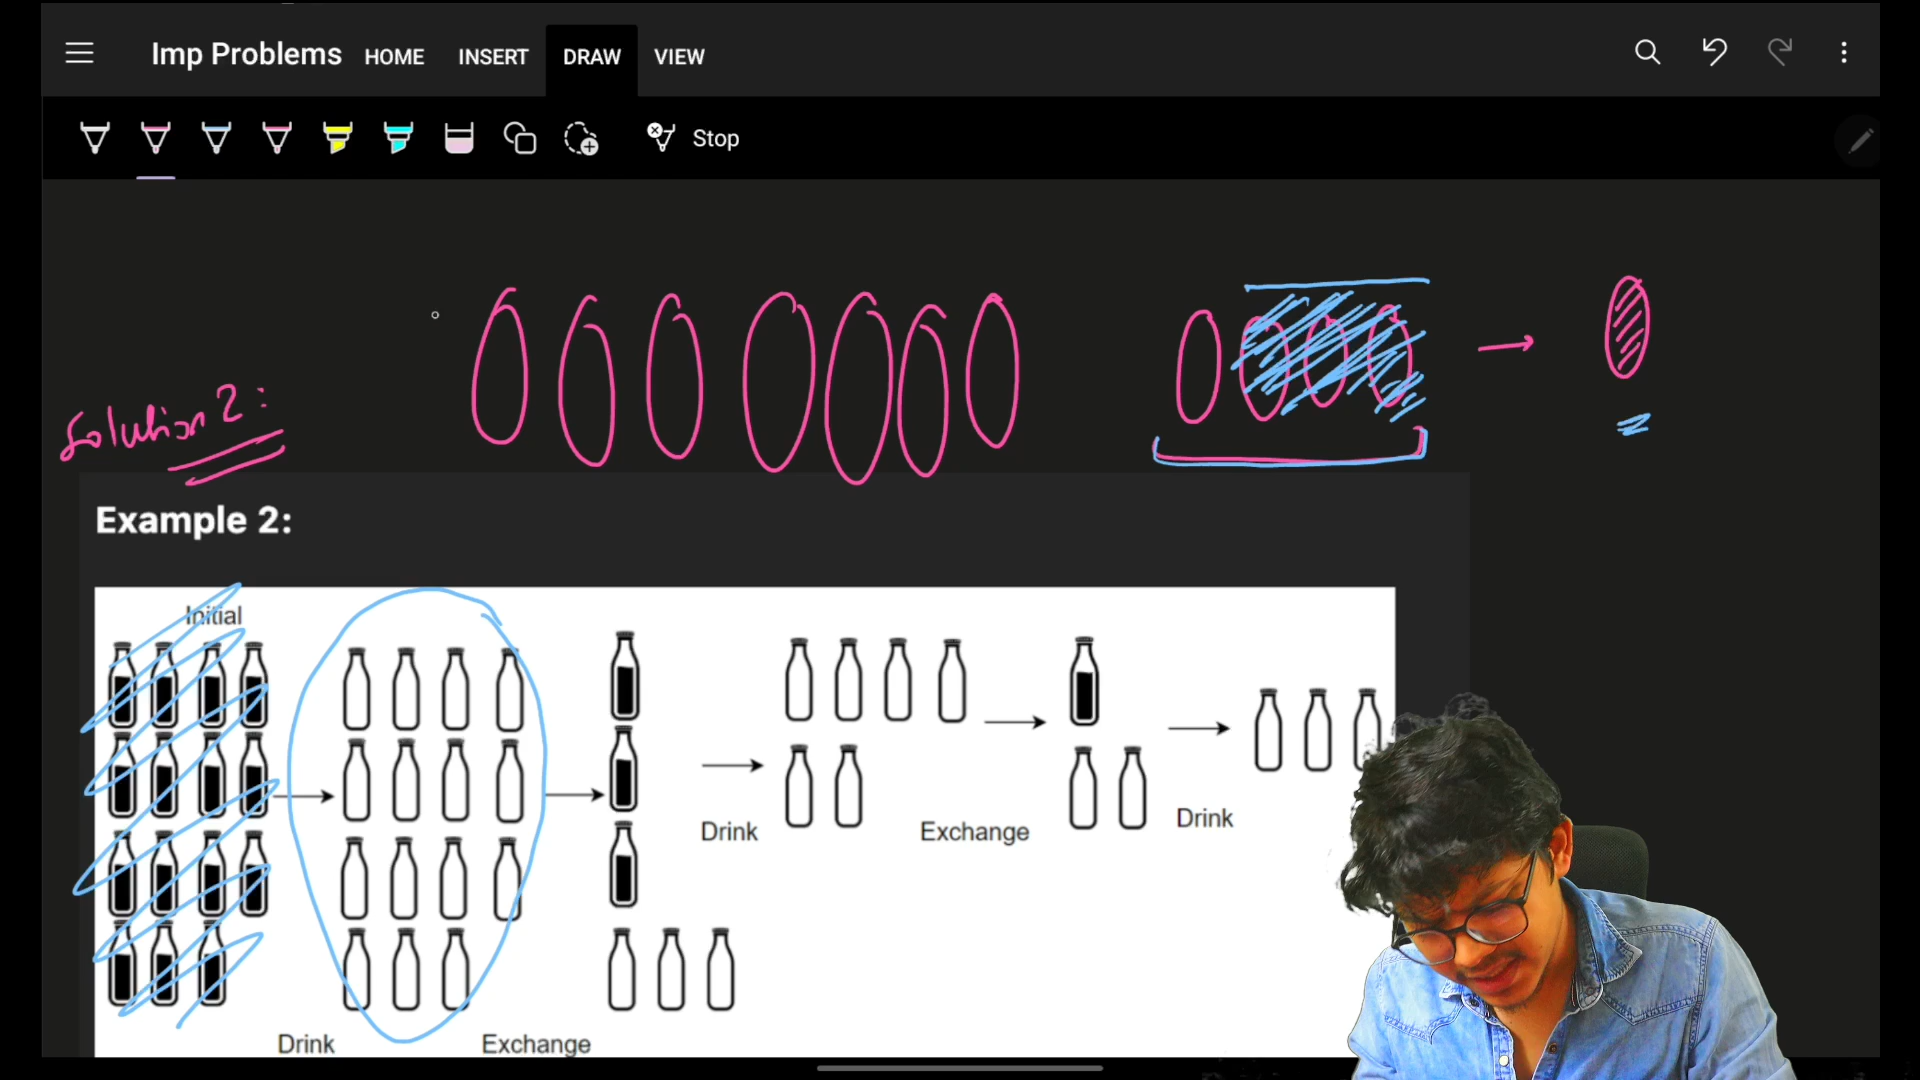 Imp Problems HOME INSERT DRAW VIEW
Stop
Solution 2:
Example 2:
Initial
Drink
Exchange
Drink
Drink
Exchange